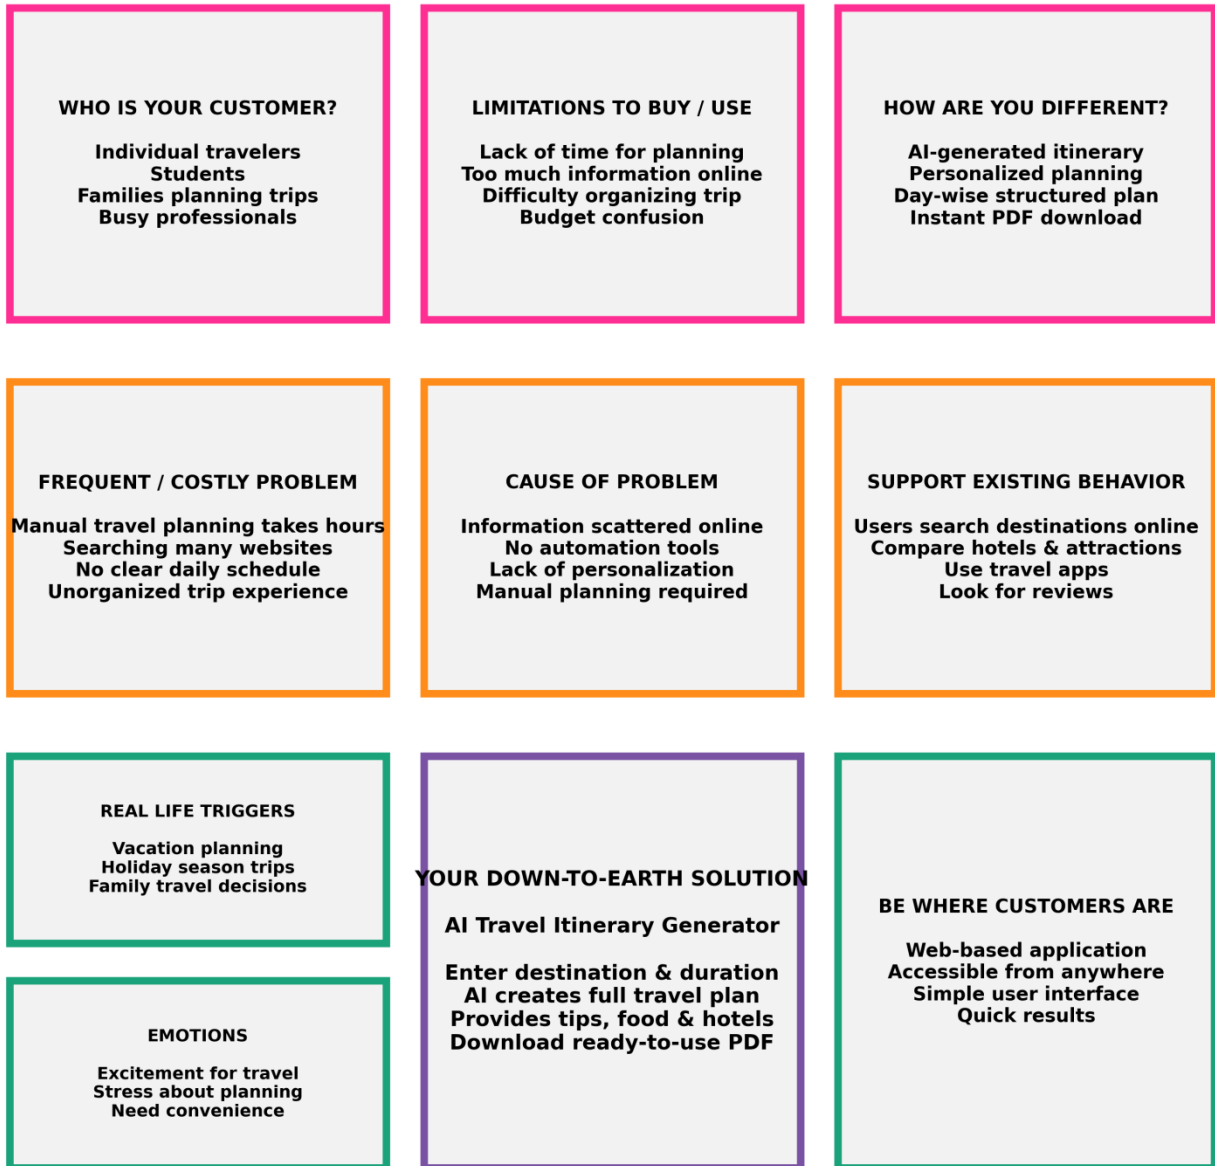 WHO IS YOUR CUSTOMER?
Individual travelers
Students
Families planning trips
Busy professionals
LIMITATIONS TO BUY / USE
Lack of time for planning
Too much information online
Difficulty organizing trip
Budget confusion
HOW ARE YOU DIFFERENT?
AI-generated itinerary
Personalized planning
Day-wise structured plan
Instant PDF download
FREQUENT / COSTLY PROBLEM
Manual travel planning takes hours
Searching many websites
No clear daily schedule
Unorganized trip experience
CAUSE OF PROBLEM
Information scattered online
No automation tools
Lack of personalization
Manual planning required
SUPPORT EXISTING BEHAVIOR
Users search destinations online
Compare hotels & attractions
Use travel apps
Look for reviews
REAL LIFE TRIGGERS
Vacation planning
Holiday season trips
Family travel decisions
EMOTIONS
Excitement for travel
Stress about planning
Need convenience
YOUR DOWN-TO-EARTH SOLUTION
AI Travel Itinerary Generator
Enter destination & duration
AI creates full travel plan
Provides tips, food & hotels
Download ready-to-use PDF
BE WHERE CUSTOMERS ARE
Web-based application
Accessible from anywhere
Simple user interface
Quick results